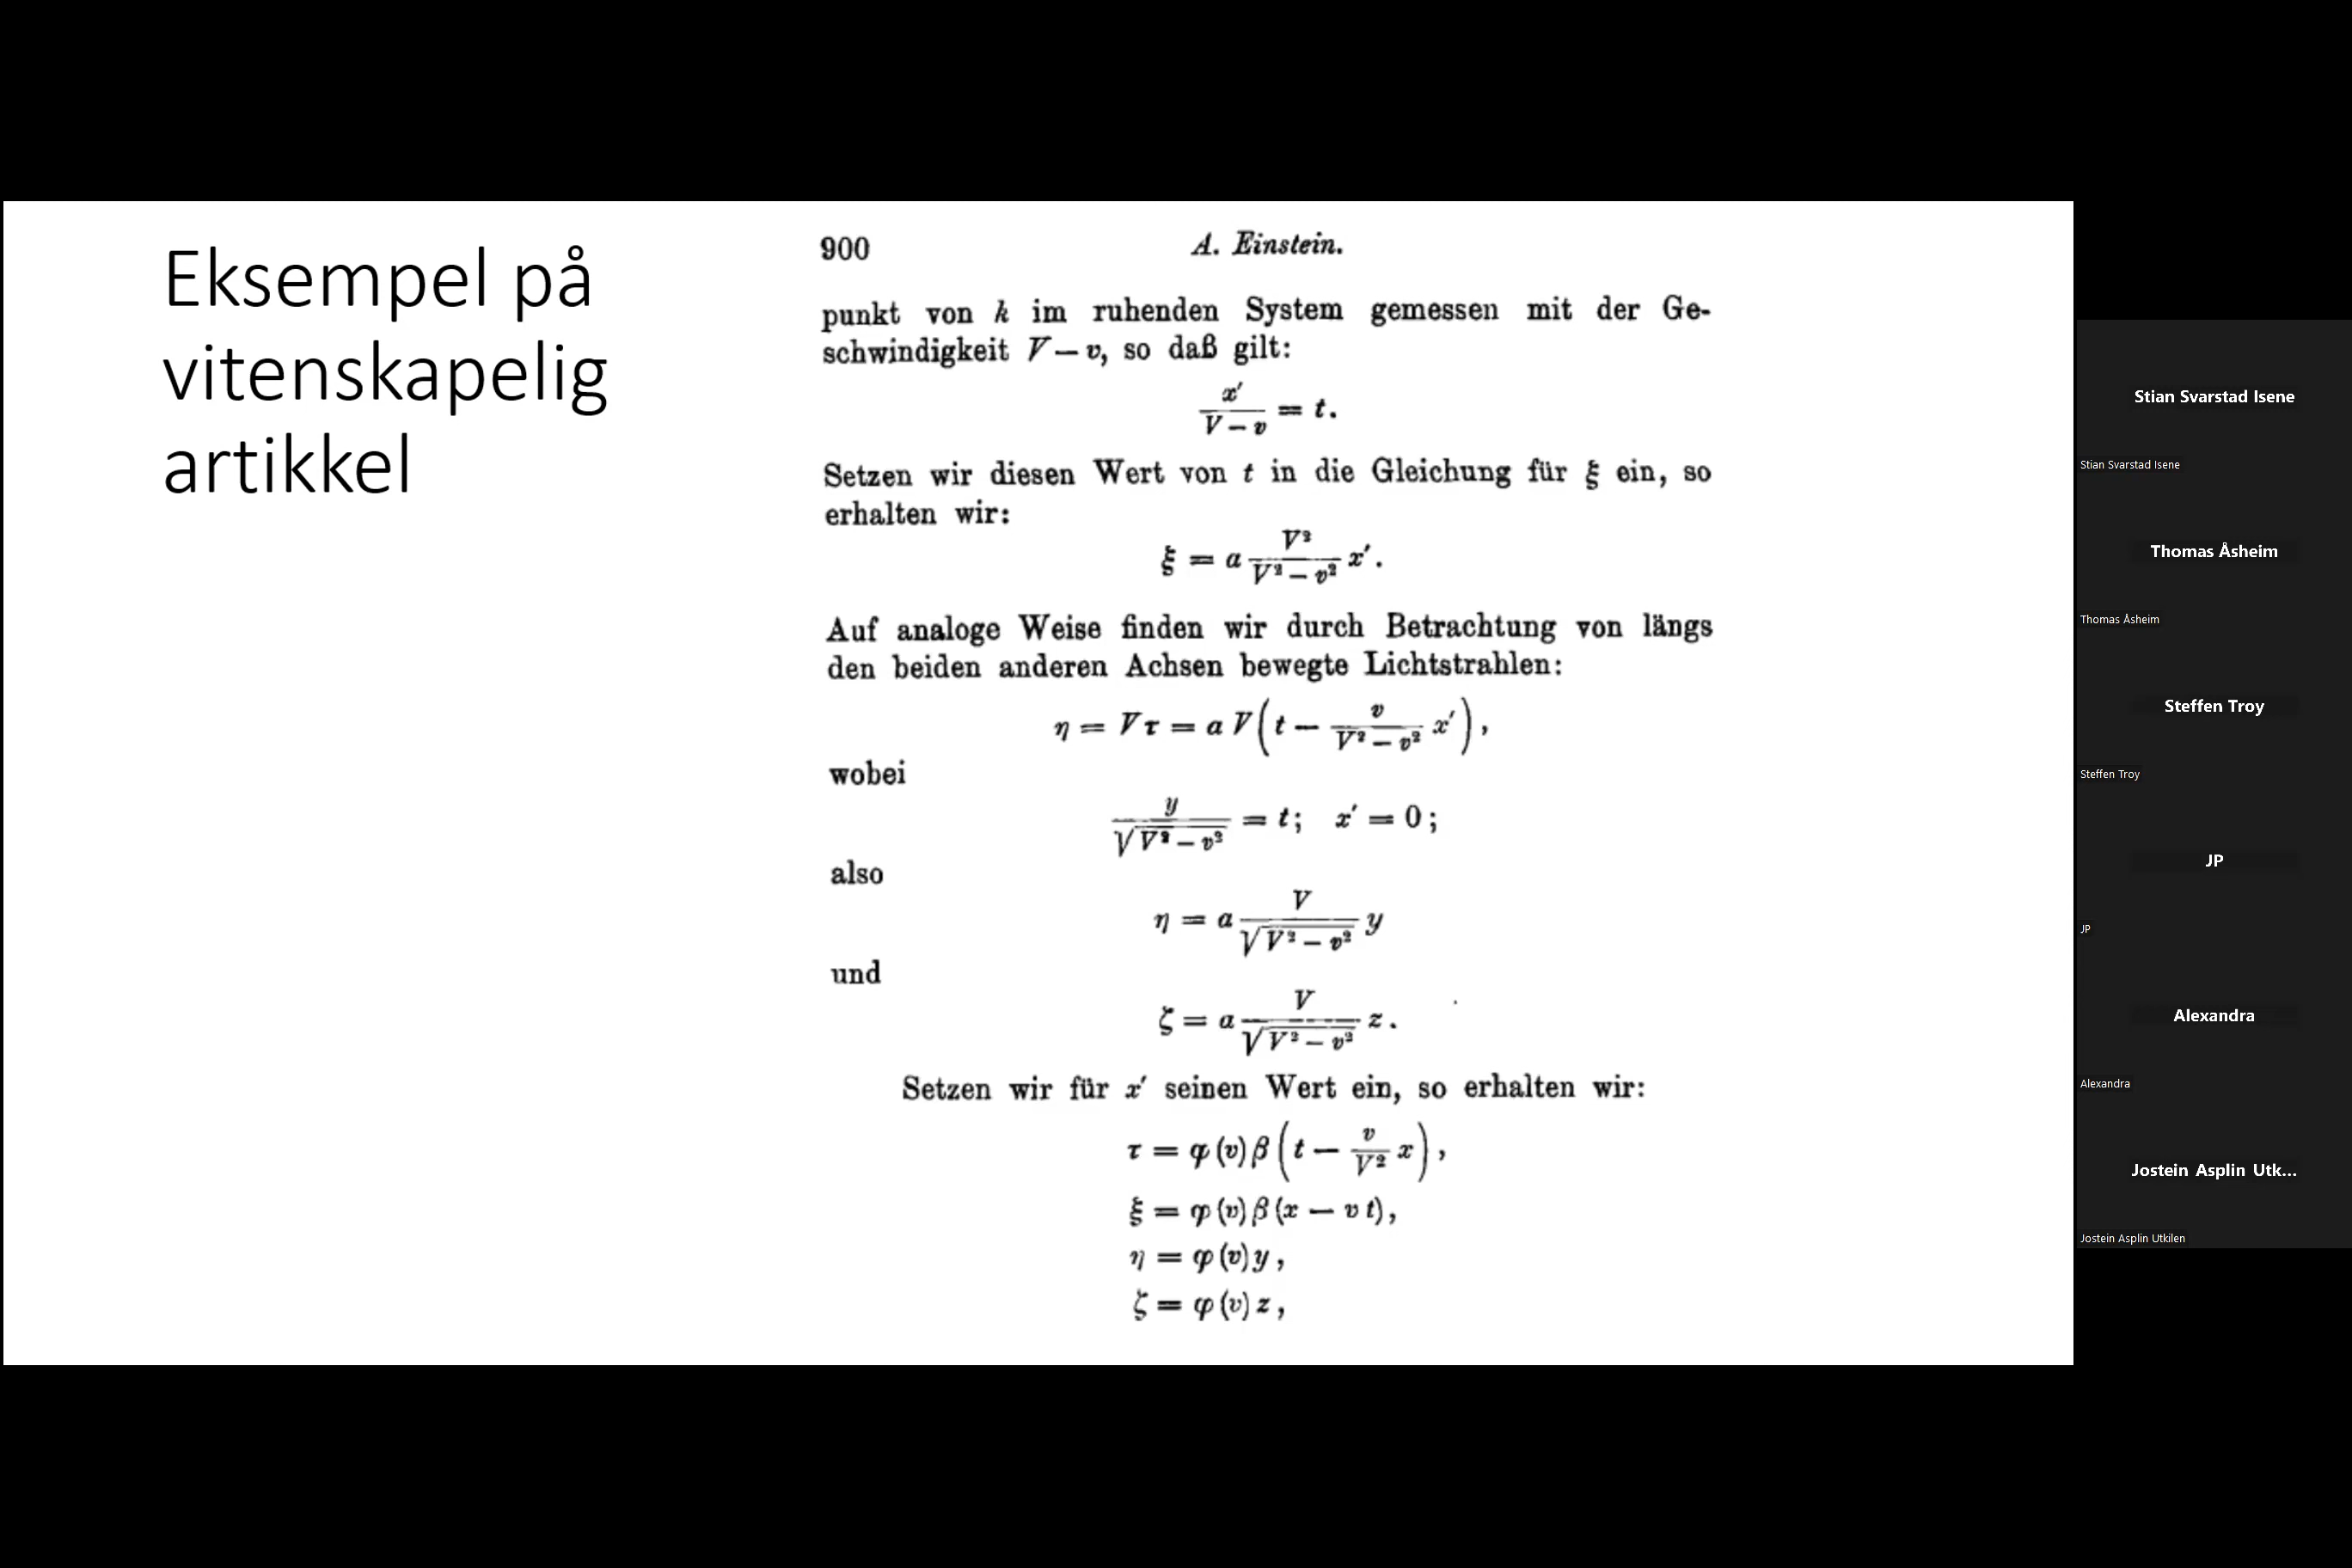 Eksempel på
vitenskapelig
artikkel
900 A. Einstein.
punkt von k im ruhenden System gemessen mit der Ge-
schwindigkeit V — v, so daß gilt:
x′ / (V — v) = t.
Setzen wir diesen Wert von t in die Gleichung für ξ ein, so
erhalten wir:
ξ = a V² / (V² — v²) x′.
Auf analoge Weise finden wir durch Betrachtung von längs
den beiden anderen Achsen bewegte Lichtstrahlen:
η = V τ = a V (t — v / (V² — v²) x′),
wobei
y / √(V² — v²) = t; x′ = 0;
also
η = a V / √(V² — v²) y
und
ζ = a V / √(V² — v²) z.
Setzen wir für x′ seinen Wert ein, so erhalten wir:
τ = φ (v) β (t — v / V² x),
ξ = φ (v) β (x — v t),
η = φ (v) y,
ζ = φ (v) z,
Stian Svarstad Isene
Stian Svarstad Isene
Thomas Åsheim
Thomas Åsheim
Steffen Troy
Steffen Troy
JP
JP
Alexandra
Alexandra
Jostein Asplin Utk...
Jostein Asplin Utkilen